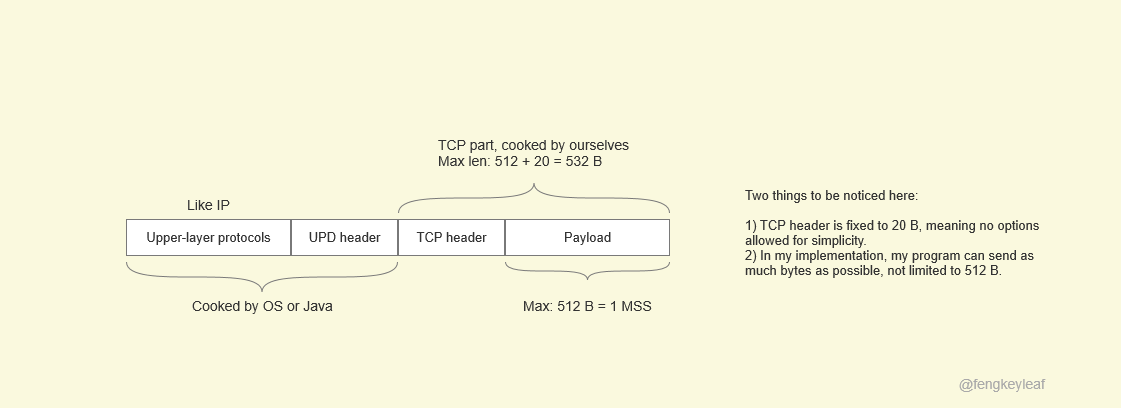 TCP part, cooked by ourselves
Max len: 512 + 20 = 532 B
Like IP
Upper-layer protocols
UPD header
TCP header
Payload
Cooked by OS or Java
Max: 512 B = 1 MSS
Two things to be noticed here:
1) TCP header is fixed to 20 B, meaning no options
allowed for simplicity.
2) In my implementation, my program can send as
much bytes as possible, not limited to 512 B.
@fengkeyleaf